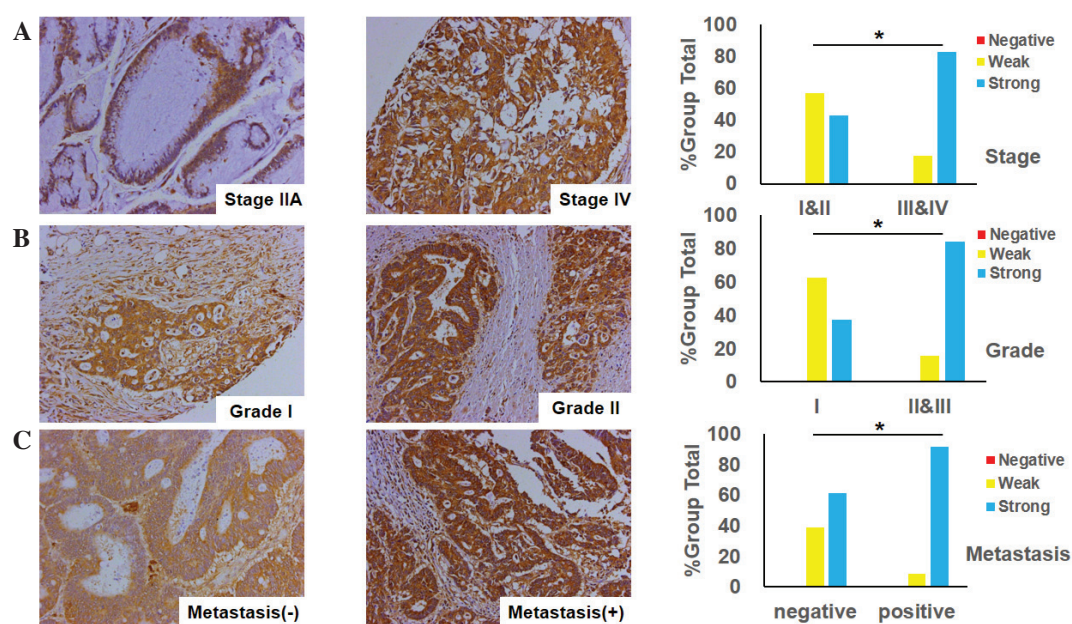 A
Stage IIA
Stage IV
%Group Total
100
80
60
40
20
0
*
Negative
Weak
Strong
Stage
I&II
III&IV
B
Grade I
Grade II
%Group Total
100
80
60
40
20
0
*
Negative
Weak
Strong
Grade
I
II&III
C
Metastasis(-)
Metastasis(+)
%Group Total
100
80
60
40
20
0
*
Negative
Weak
Strong
Metastasis
negative
positive